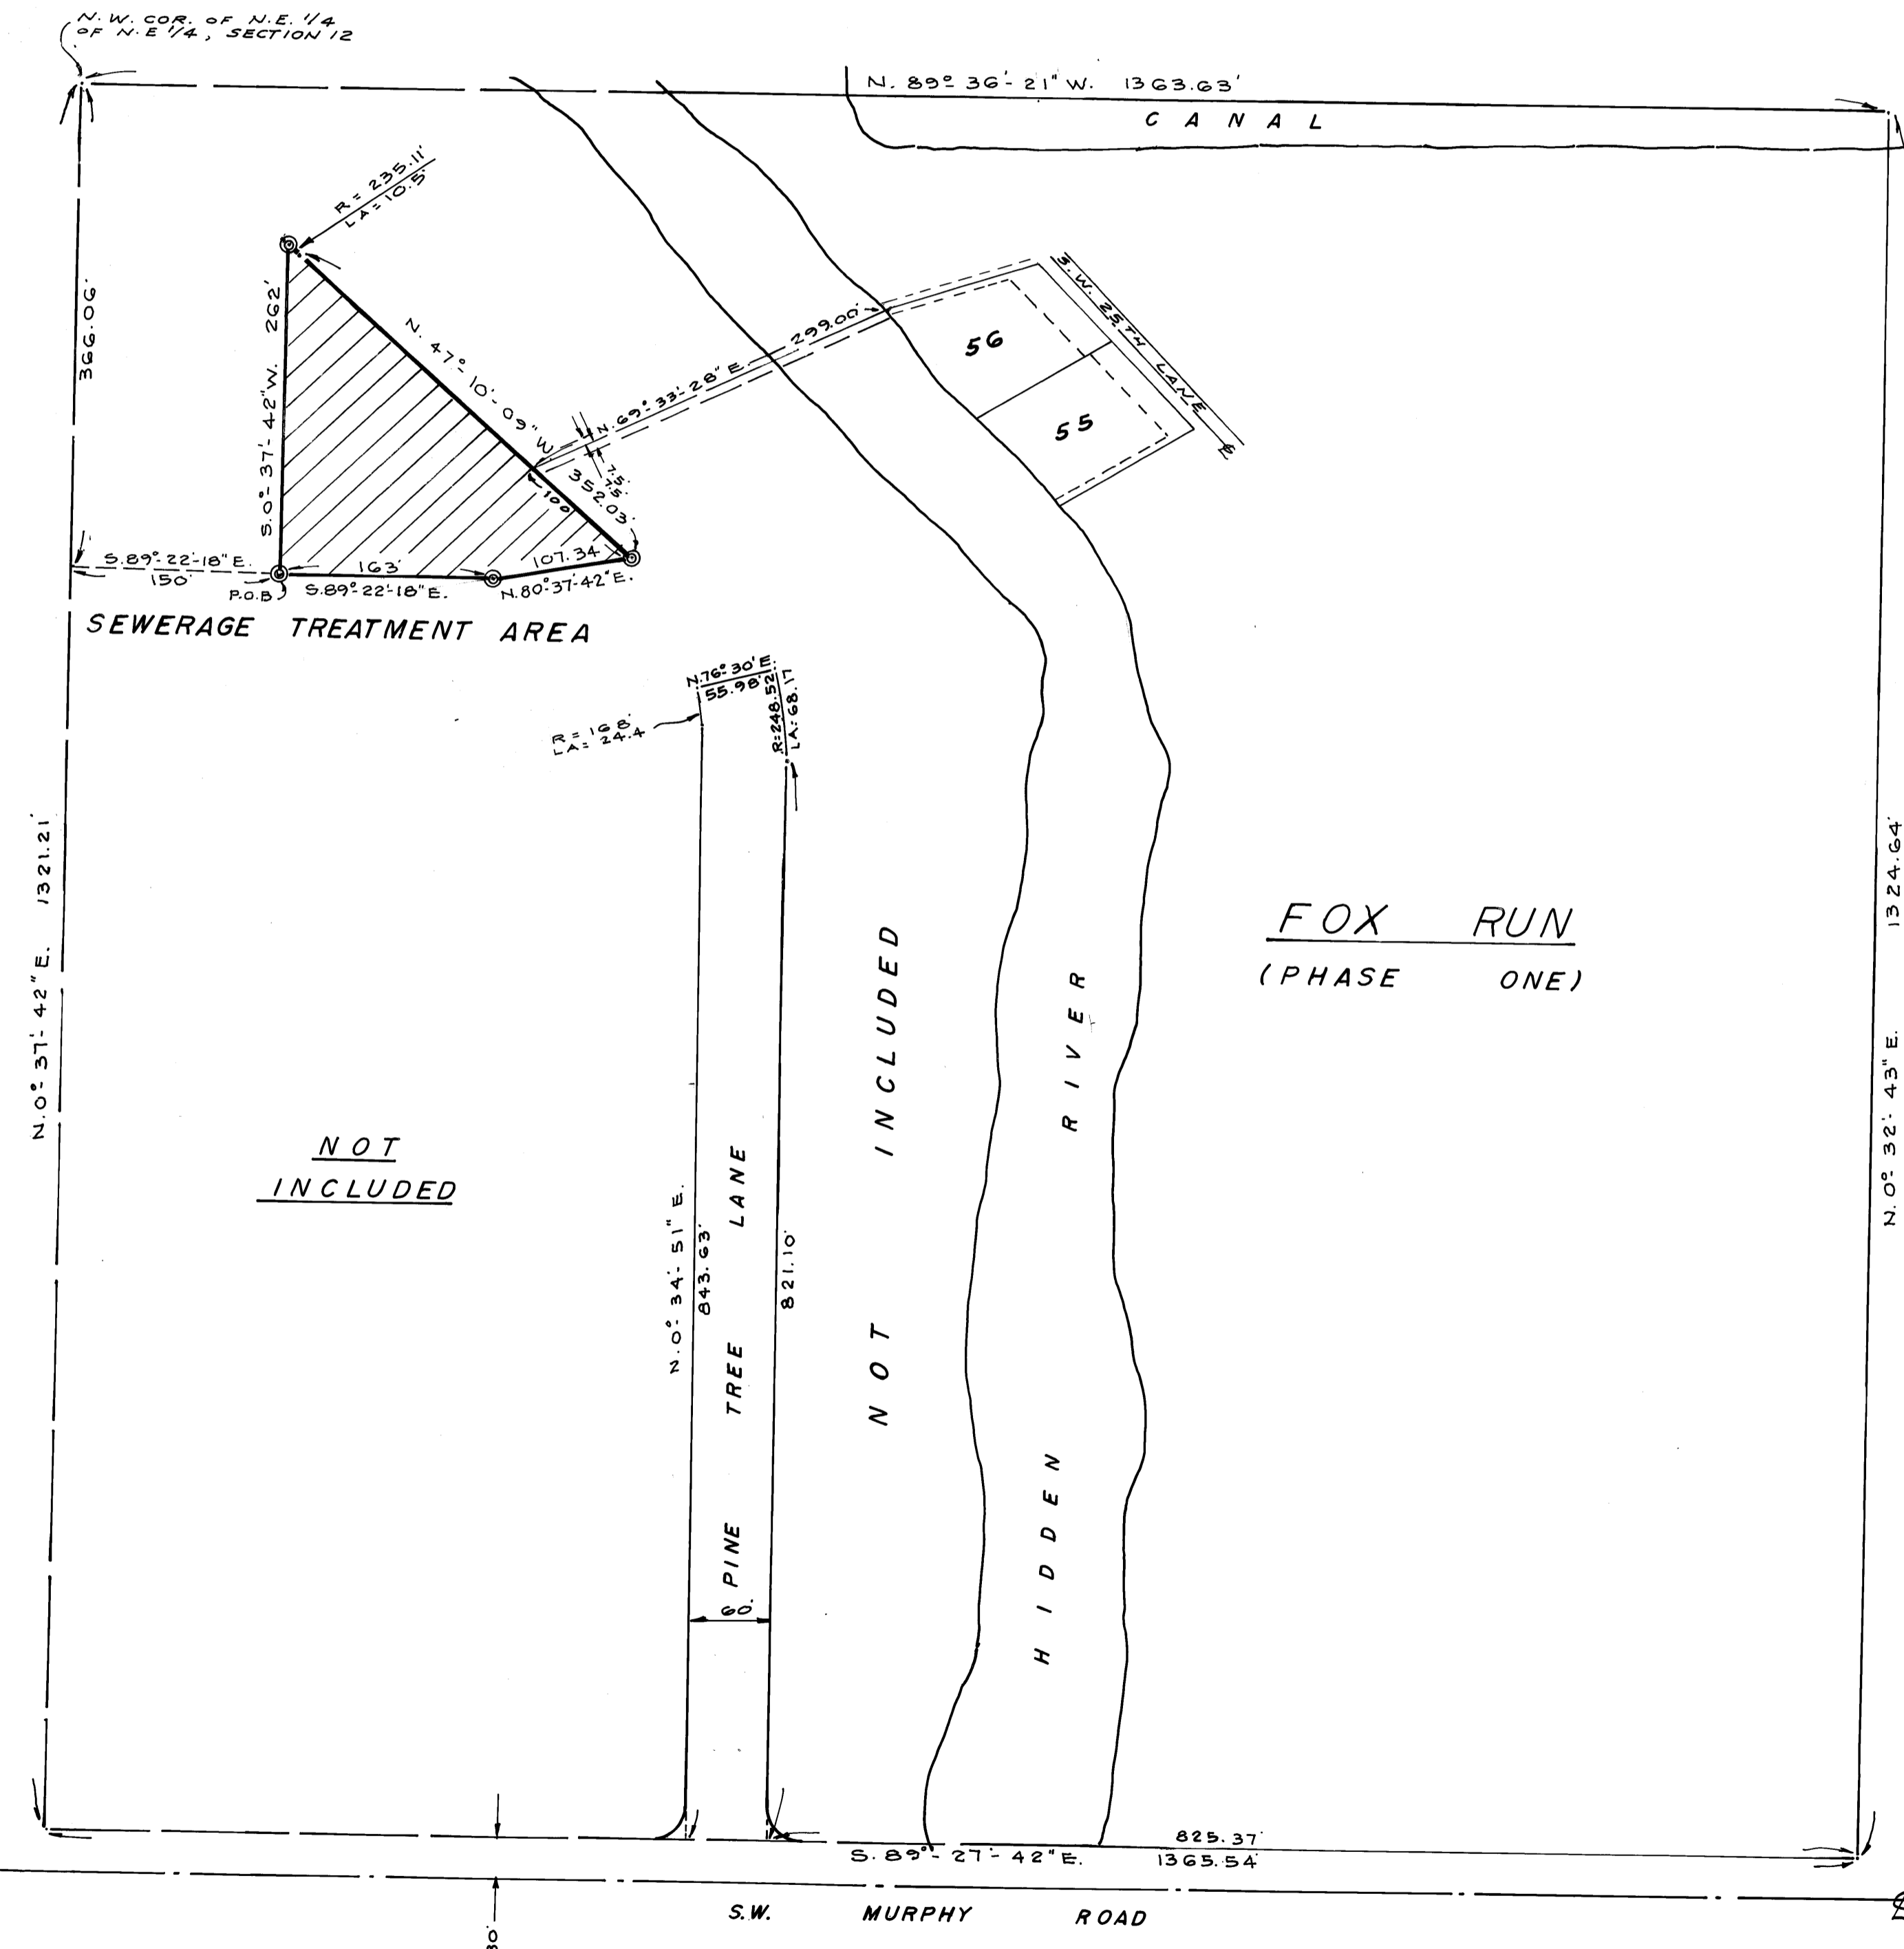 N. W. COR. OF N.E. 1/4
OF N.E 1/4, SECTION 12
N. 89°-36'-21" W. 1363.63'
CANAL
R = 235.11'
LA = 10.5'
366.06'
S.0°-37'-42"W. 262'
N. 47°-10'-09" W.
352.03'
100'
7.5'
7.5'
N.69°-33'-28" E. 299.00'
56
55
S. W. 25TH LANE
S.89°-22'-18" E.
150'
P.O.B
163'
S.89°-22'-18" E.
107.34
N.80°-37'-42" E.
SEWERAGE TREATMENT AREA
N.76°-30' E.
55.98'
R=248.52'
LA=68.17
R = 168'
LA = 24.4
N.0°-37'-42" E. 1321.21'
NOT
INCLUDED
N.0°-34'-51" E.
843.63'
PINE TREE LANE
821.10'
60'
NOT INCLUDED
HIDDEN RIVER
FOX RUN
(PHASE ONE)
N.0°-32'-43" E. 1324.64'
825.37'
S. 89°-27'-42" E. 1365.54'
S.W. MURPHY ROAD